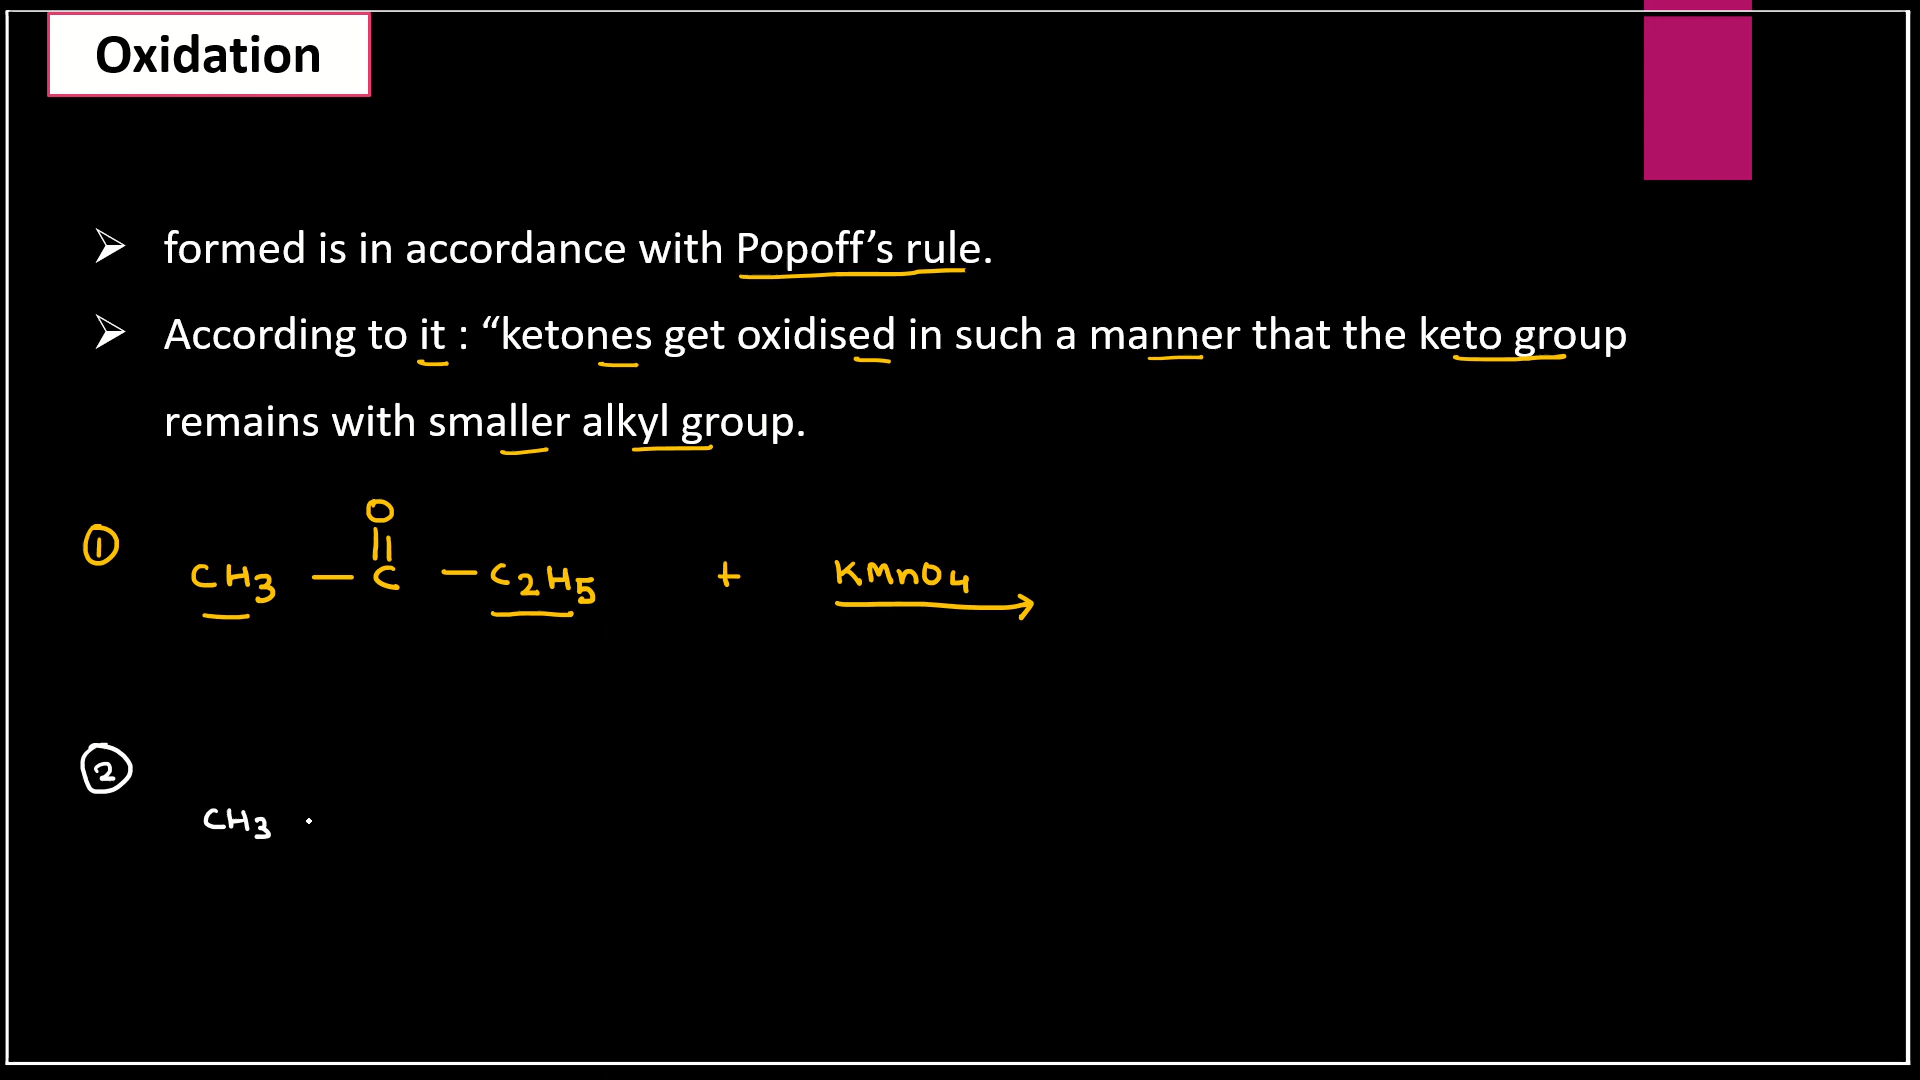 Oxidation
➢ formed is in accordance with Popoff’s rule.
➢ According to it : “ketones get oxidised in such a manner that the keto group
remains with smaller alkyl group.
O
①
CH3 — C — C2H5 + KMnO4
②
CH3